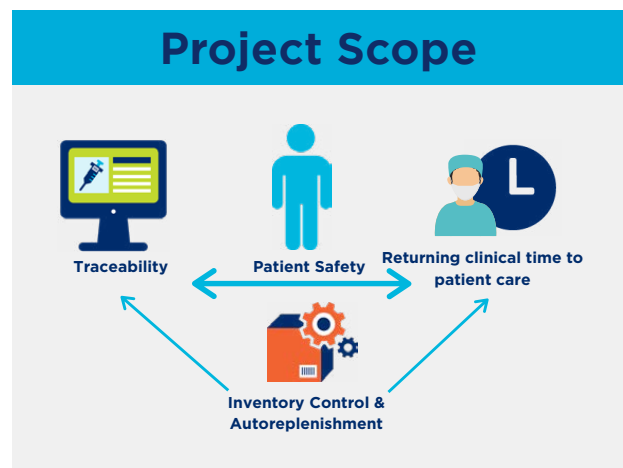 Project Scope
Traceability
Patient Safety
Returning clinical time to
patient care
Inventory Control &
Autoreplenishment